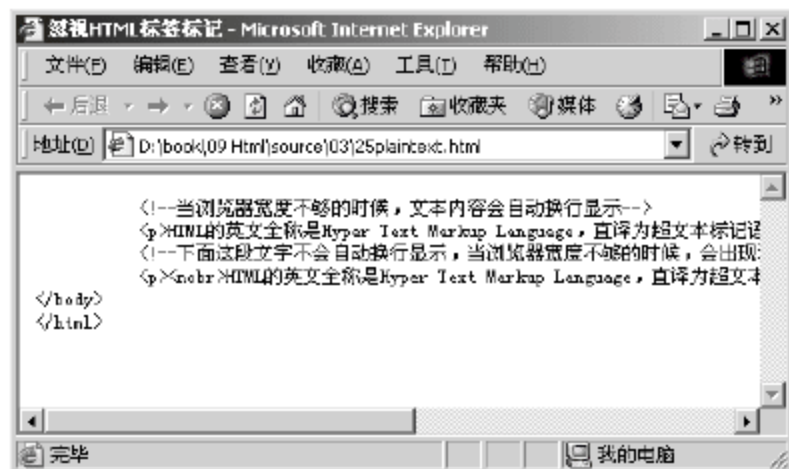 忽视HTML标签标记 - Microsoft Internet Explorer
文件(F) 编辑(E) 查看(V) 收藏(A) 工具(T) 帮助(H)
后退 搜索 收藏夹 媒体 »
地址(D) D:\book\09 Html\source\03\25plaintext.html 转到
<!--当浏览器宽度不够的时候，文本内容会自动换行显示-->
<p>HTML的英文全称是Hyper Text Markup Language，直译为超文本标记语
<!--下面这段文字不会自动换行显示，当浏览器宽度不够的时候，会出现
<p><nobr>HTML的英文全称是Hyper Text Markup Language，直译为超文本
</body>
</html>
完毕 我的电脑